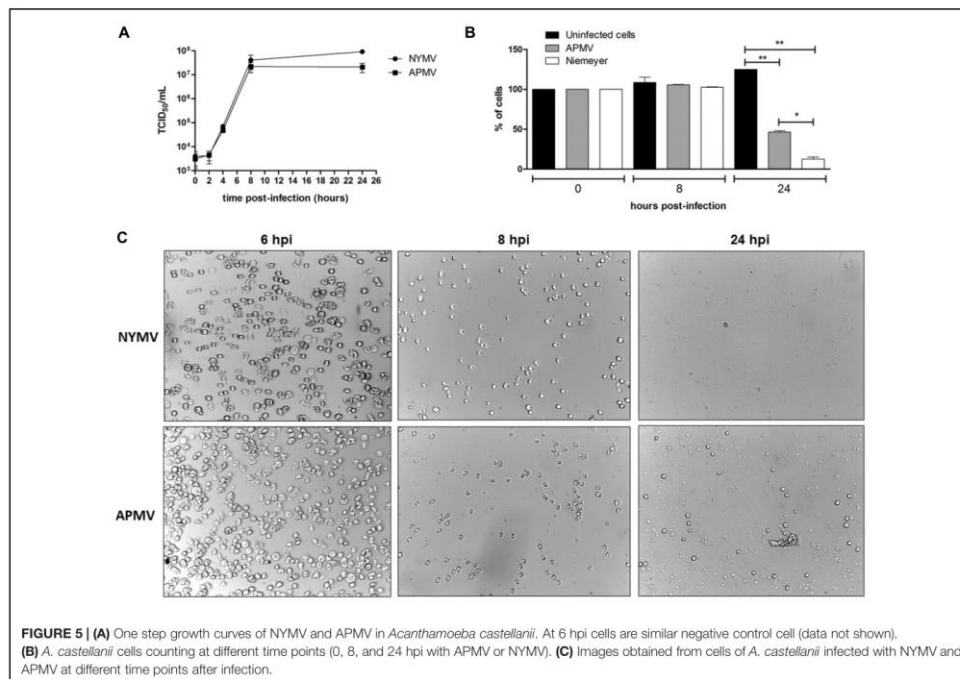 A
10⁸
10⁷
10⁶
10⁵
10⁴
10³
TCID₅₀/mL
0 2 4 6 8 10 12 14 16 18 20 22 24 26
time post-infection (hours)
NYMV
APMV
B
Uninfected cells
APMV
Niemeyer
150
100
50
0
% of cells
**
**
*
0 8 24
hours post-infection
C
6 hpi 8 hpi 24 hpi
NYMV
APMV
FIGURE 5 | (A) One step growth curves of NYMV and APMV in Acanthamoeba castellanii. At 6 hpi cells are similar negative control cell (data not shown).
(B) A. castellanii cells counting at different time points (0, 8, and 24 hpi with APMV or NYMV). (C) Images obtained from cells of A. castellanii infected with NYMV and
APMV at different time points after infection.